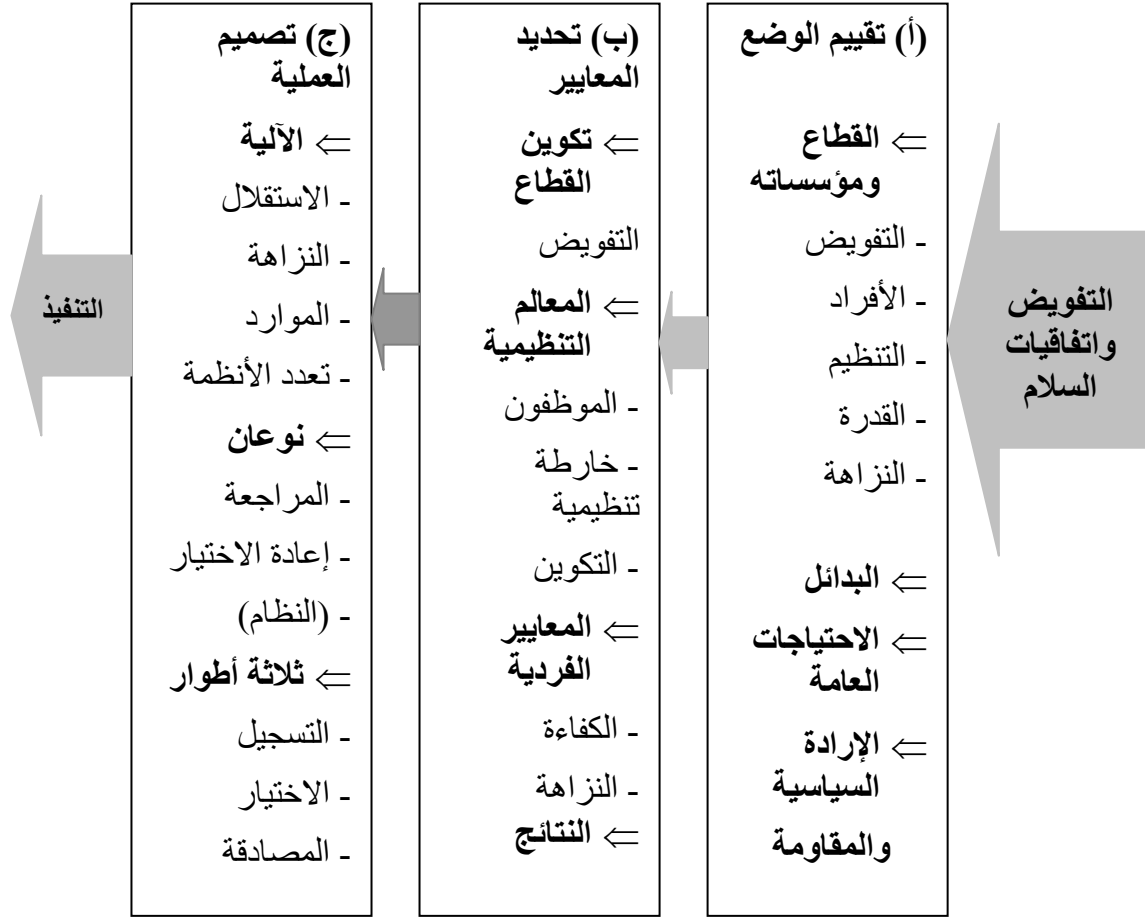 التفويض
واتفاقيات
السلام
(أ) تقييم الوضع
⇐ القطاع
ومؤسساته
- التفويض
- الأفراد
- التنظيم
- القدرة
- النزاهة
⇐ البدائل
⇐ الاحتياجات
العامة
⇐ الإرادة
السياسية
والمقاومة
(ب) تحديد
المعايير
⇐ تكوين
القطاع
التفويض
⇐ المعالم
التنظيمية
- الموظفون
- خارطة
تنظيمية
- التكوين
⇐ المعايير
الفردية
- الكفاءة
- النزاهة
⇐ النتائج
(ج) تصميم
العملية
⇐ الآلية
- الاستقلال
- النزاهة
- الموارد
- تعدد الأنظمة
⇐ نوعان
- المراجعة
- إعادة الاختيار
- (النظام)
⇐ ثلاثة أطوار
- التسجيل
- الاختيار
- المصادقة
التنفيذ